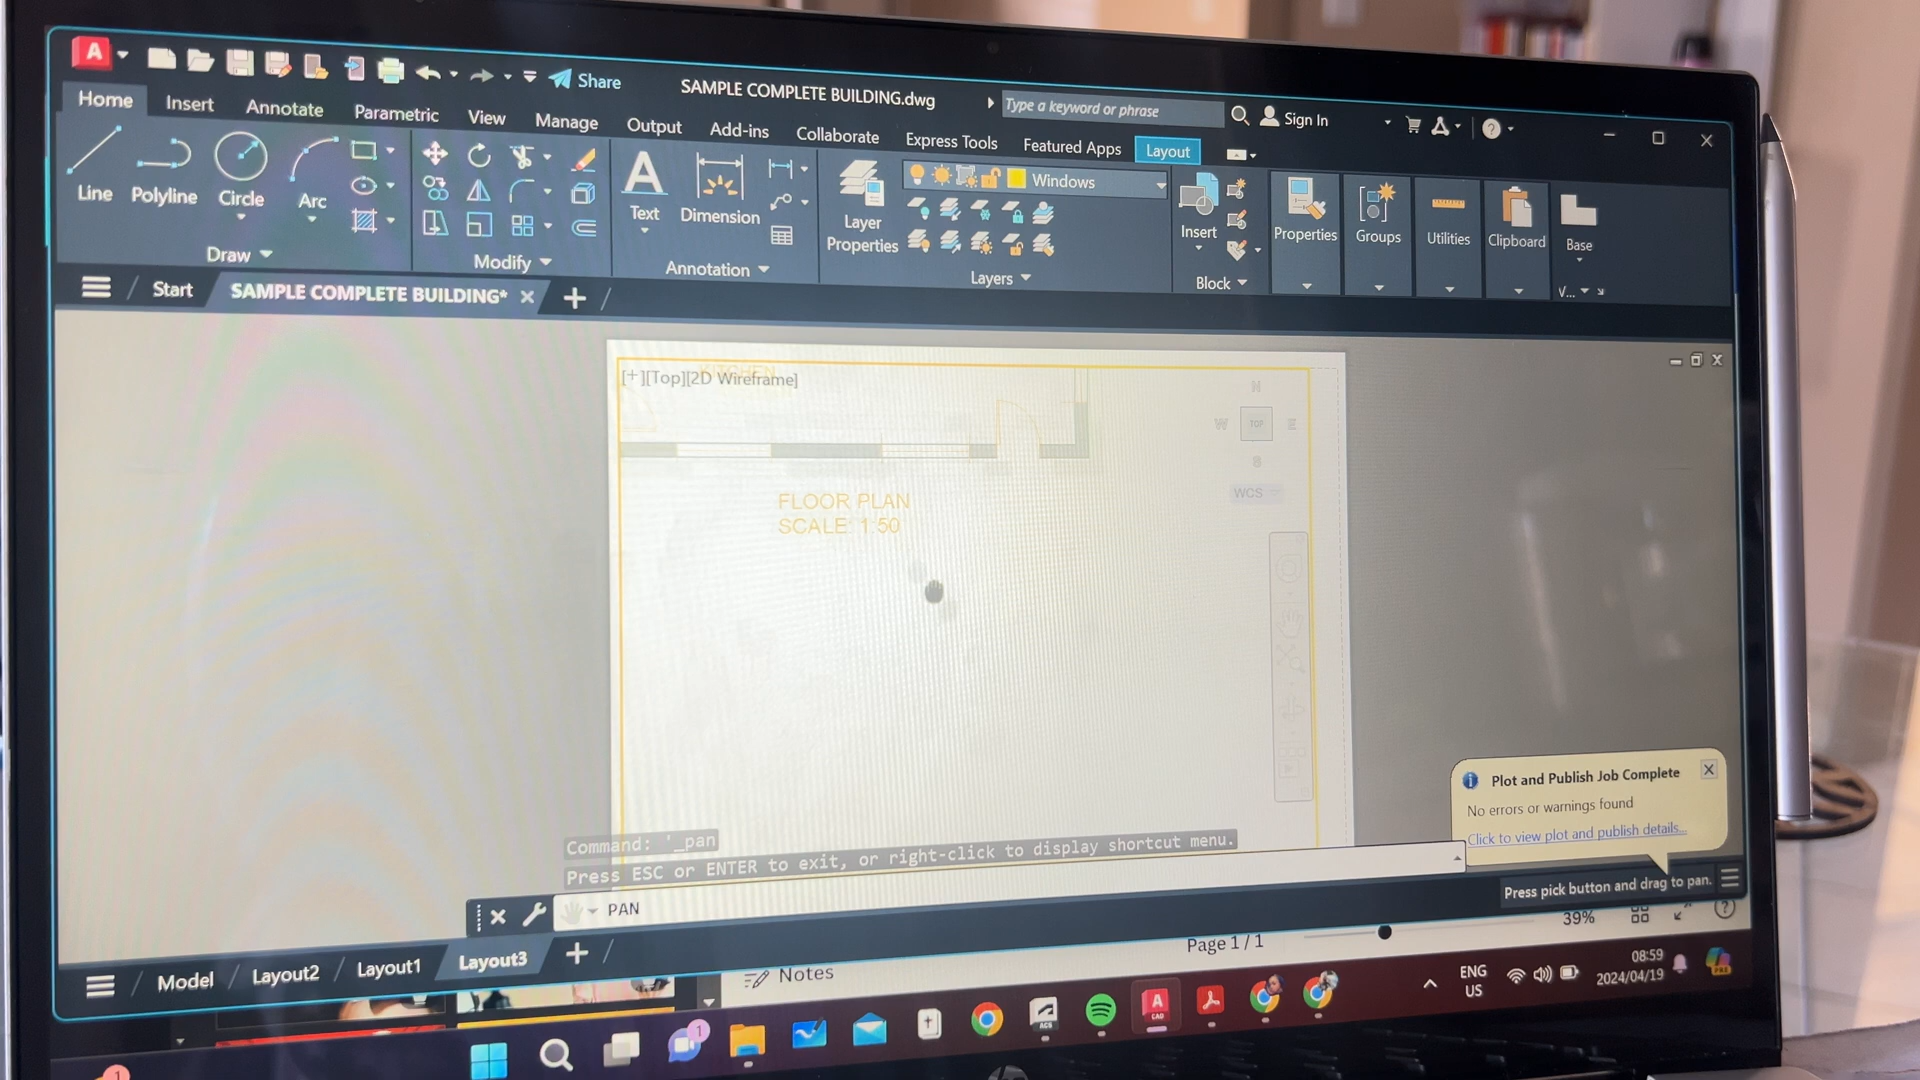 A
Share
SAMPLE COMPLETE BUILDING.dwg
Type a keyword or phrase
Sign In
Home
Insert
Annotate
Parametric
View
Manage
Output
Add-ins
Collaborate
Express Tools
Featured Apps
Layout
Line
Polyline
Circle
Arc
A
Text
Dimension
Layer
Properties
Windows
Insert
Properties
Groups
Utilities
Clipboard
Base
Draw
Modify
Annotation
Layers
Block
V...
Start
SAMPLE COMPLETE BUILDING*
[+][Top][2D Wireframe]
KITCHEN
N
W
TOP
E
S
WCS
FLOOR PLAN
SCALE 1:50
Plot and Publish Job Complete
No errors or warnings found
Click to view plot and publish details...
Command: '_pan
Press ESC or ENTER to exit, or right-click to display shortcut menu.
PAN
Press pick button and drag to pan.
39%
Page 1 / 1
Model
Layout2
Layout1
Layout3
Notes
ENG
US
08:59
2024/04/19
1
1
ACS
A
CAD
PRE